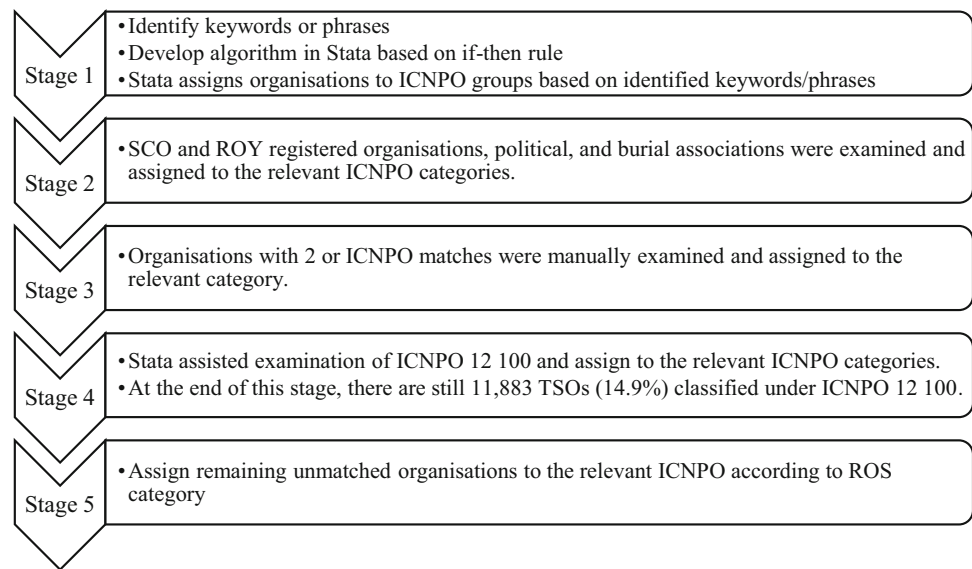 Stage 1
•Identify keywords or phrases
•Develop algorithm in Stata based on if-then rule
•Stata assigns organisations to ICNPO groups based on identified keywords/phrases
Stage 2
•SCO and ROY registered organisations, political, and burial associations were examined and
assigned to the relevant ICNPO categories.
Stage 3
•Organisations with 2 or ICNPO matches were manually examined and assigned to the
relevant category.
Stage 4
•Stata assisted examination of ICNPO 12 100 and assign to the relevant ICNPO categories.
•At the end of this stage, there are still 11,883 TSOs (14.9%) classified under ICNPO 12 100.
Stage 5
•Assign remaining unmatched organisations to the relevant ICNPO according to ROS
category